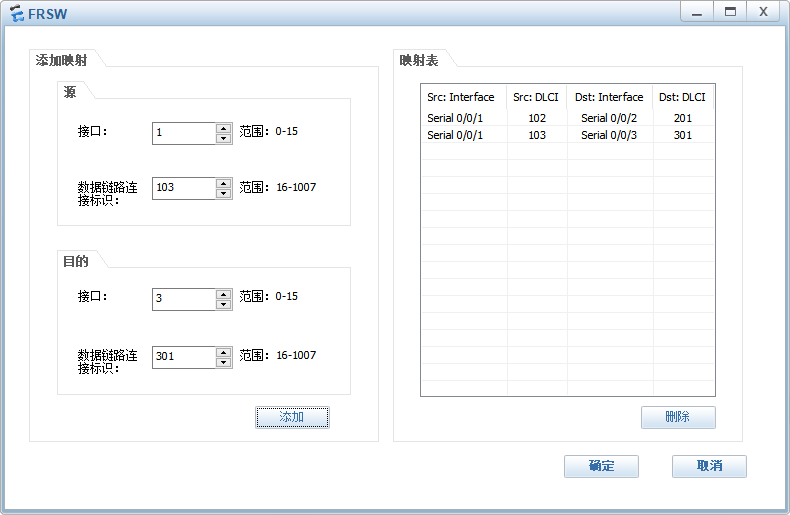 FRSW
添加映射
源
接口： 1 范围：0-15
数据链路连
接标识： 103 范围：16-1007
目的
接口： 3 范围：0-15
数据链路连
接标识： 301 范围：16-1007
添加
映射表
Src: Interface Src: DLCI Dst: Interface Dst: DLCI
Serial 0/0/1 102 Serial 0/0/2 201
Serial 0/0/1 103 Serial 0/0/3 301
删除
确定 取消